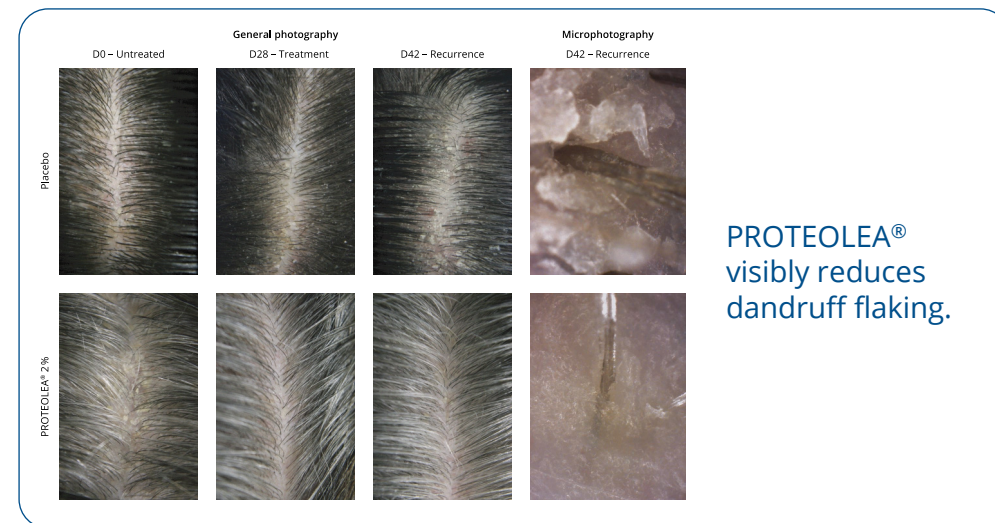 General photography
Microphotography
D0 – Untreated
D28 – Treatment
D42 – Recurrence
D42 – Recurrence
Placebo
PROTEOLEA® 2 %
PROTEOLEA®
visibly reduces
dandruff flaking.